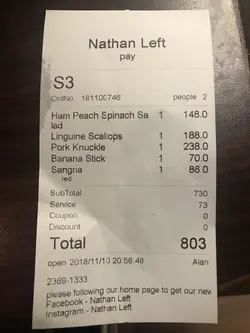 Nathan Left
pay
S3
OrdNo 181100746 people 2
Ham Peach Spinach Sa 1 148.0
lad
Linguine Scallops 1 188.0
Pork Knuckle 1 238.0
Banana Stick 1 70.0
Sangria 1 86.0
red
SubTotal 730
Service 73
Coupon 0
Discount 0
Total 803
open 2018/11/10 20:56:48 Alan
2369-1333
please following our home page to get our new
Facebook - Nathan Left
Instagram - Nathan Left